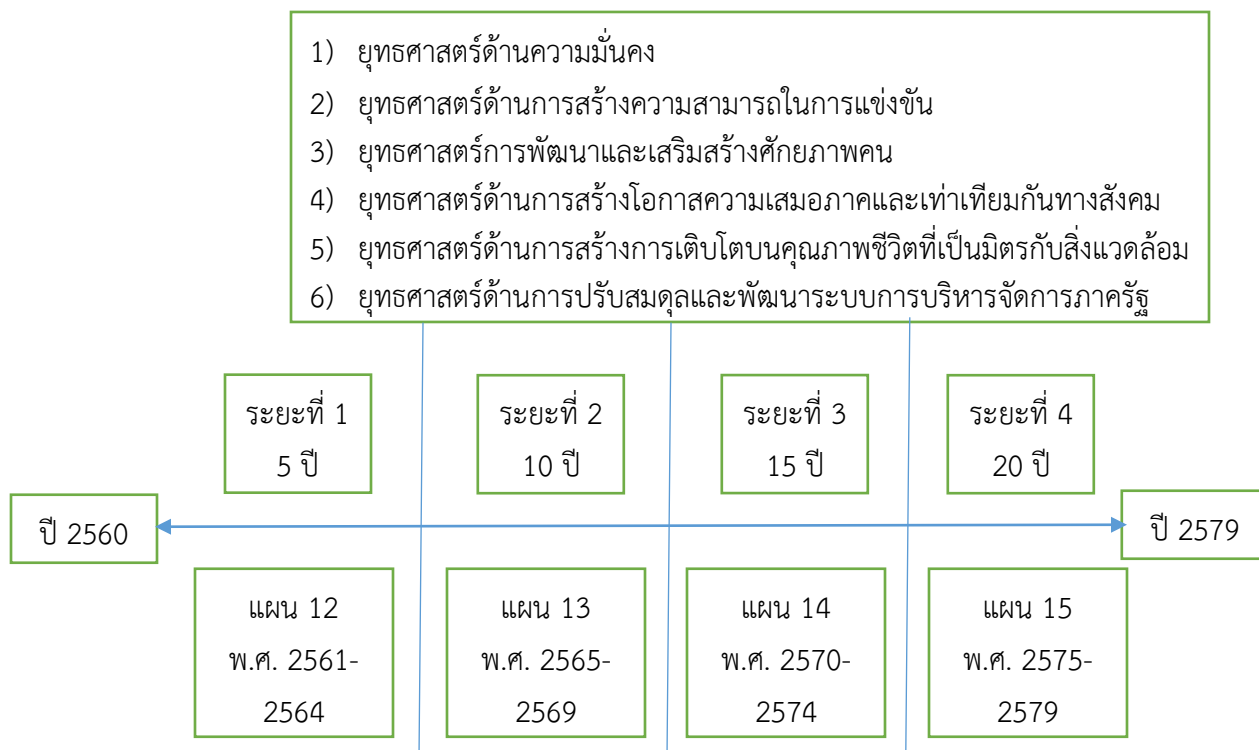 1) ยุทธศาสตร์ด้านความมั่นคง
2) ยุทธศาสตร์ด้านการสร้างความสามารถในการแข่งขัน
3) ยุทธศาสตร์การพัฒนาและเสริมสร้างศักยภาพคน
4) ยุทธศาสตร์ด้านการสร้างโอกาสความเสมอภาคและเท่าเทียมกันทางสังคม
5) ยุทธศาสตร์ด้านการสร้างการเติบโตบนคุณภาพชีวิตที่เป็นมิตรกับสิ่งแวดล้อม
6) ยุทธศาสตร์ด้านการปรับสมดุลและพัฒนาระบบการบริหารจัดการภาครัฐ
ระยะที่ 1
5 ปี
ระยะที่ 2
10 ปี
ระยะที่ 3
15 ปี
ระยะที่ 4
20 ปี
ปี 2560
ปี 2579
แผน 12
พ.ศ. 2561-
2564
แผน 13
พ.ศ. 2565-
2569
แผน 14
พ.ศ. 2570-
2574
แผน 15
พ.ศ. 2575-
2579